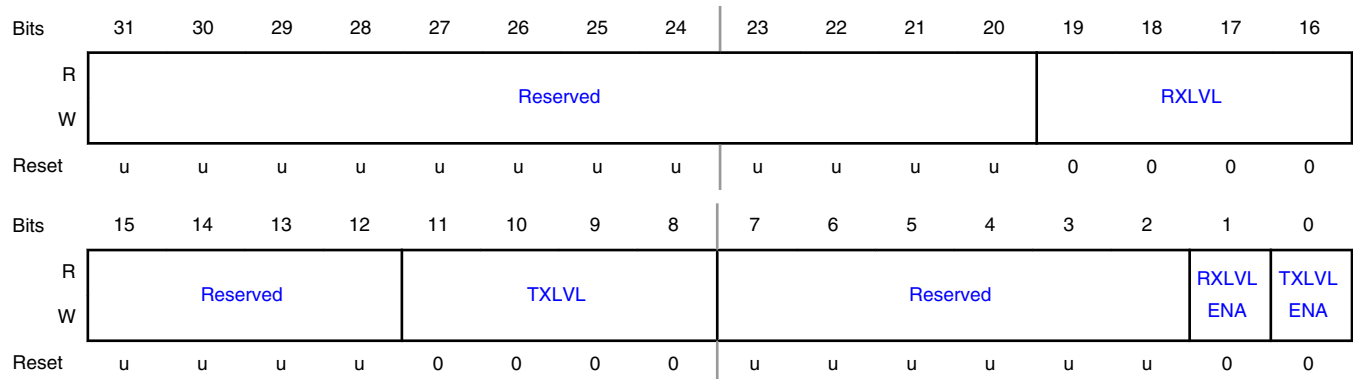 Bits 31 30 29 28 27 26 25 24 23 22 21 20 19 18 17 16
R
Reserved RXLVL
W
Reset u u u u u u u u u u u u 0 0 0 0
Bits 15 14 13 12 11 10 9 8 7 6 5 4 3 2 1 0
R
Reserved TXLVL Reserved RXLVL ENA TXLVL ENA
W
Reset u u u u 0 0 0 0 u u u u u u 0 0